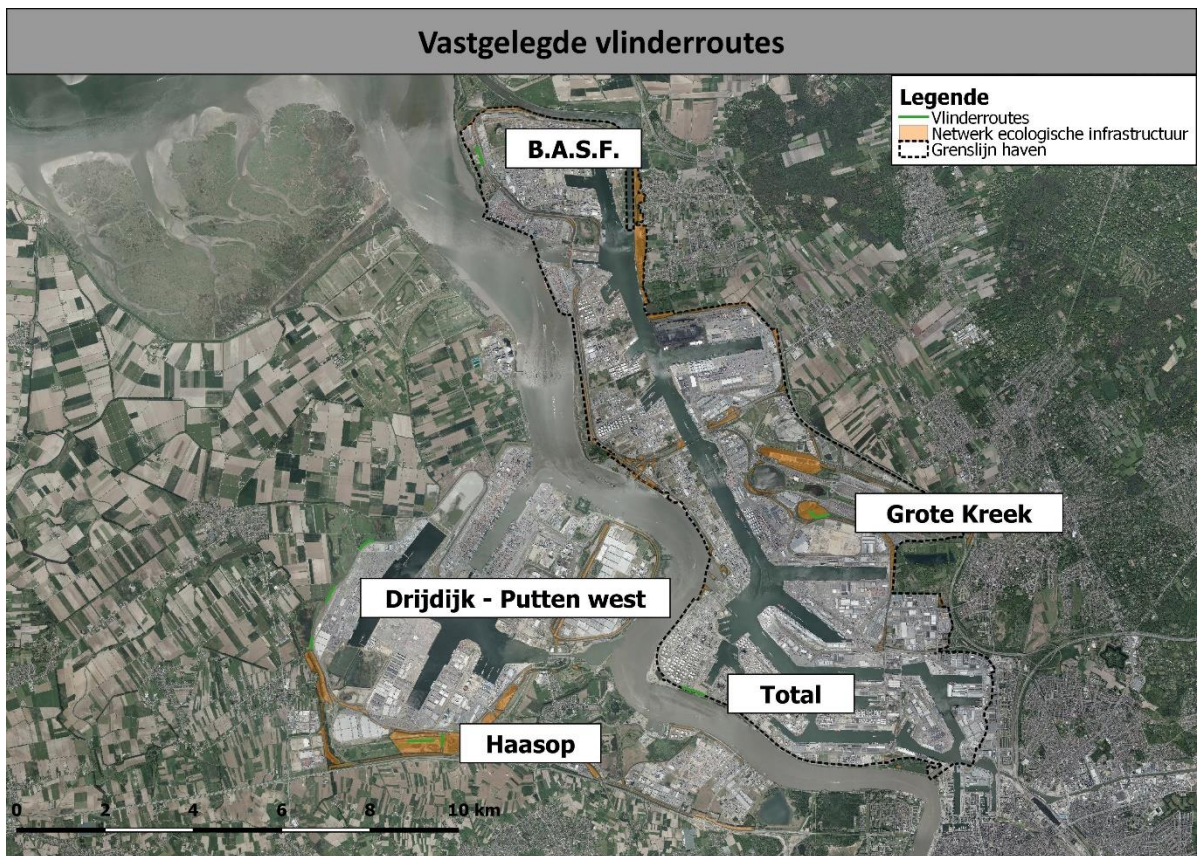 Vastgelegde vlinderroutes
Legende
Vlinderroutes
Netwerk ecologische infrastructuur
Grenslijn haven
B.A.S.F.
Grote Kreek
Drijdijk - Putten west
Total
Haasop
0 2 4 6 8 10 km